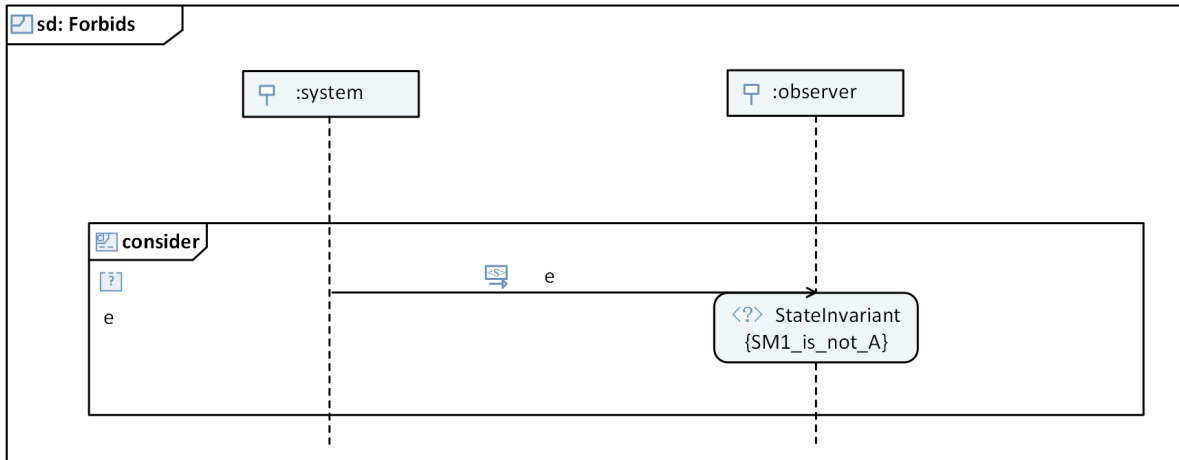 sd: Forbids
:system
:observer
consider
e
e
<?> StateInvariant
{SM1_is_not_A}